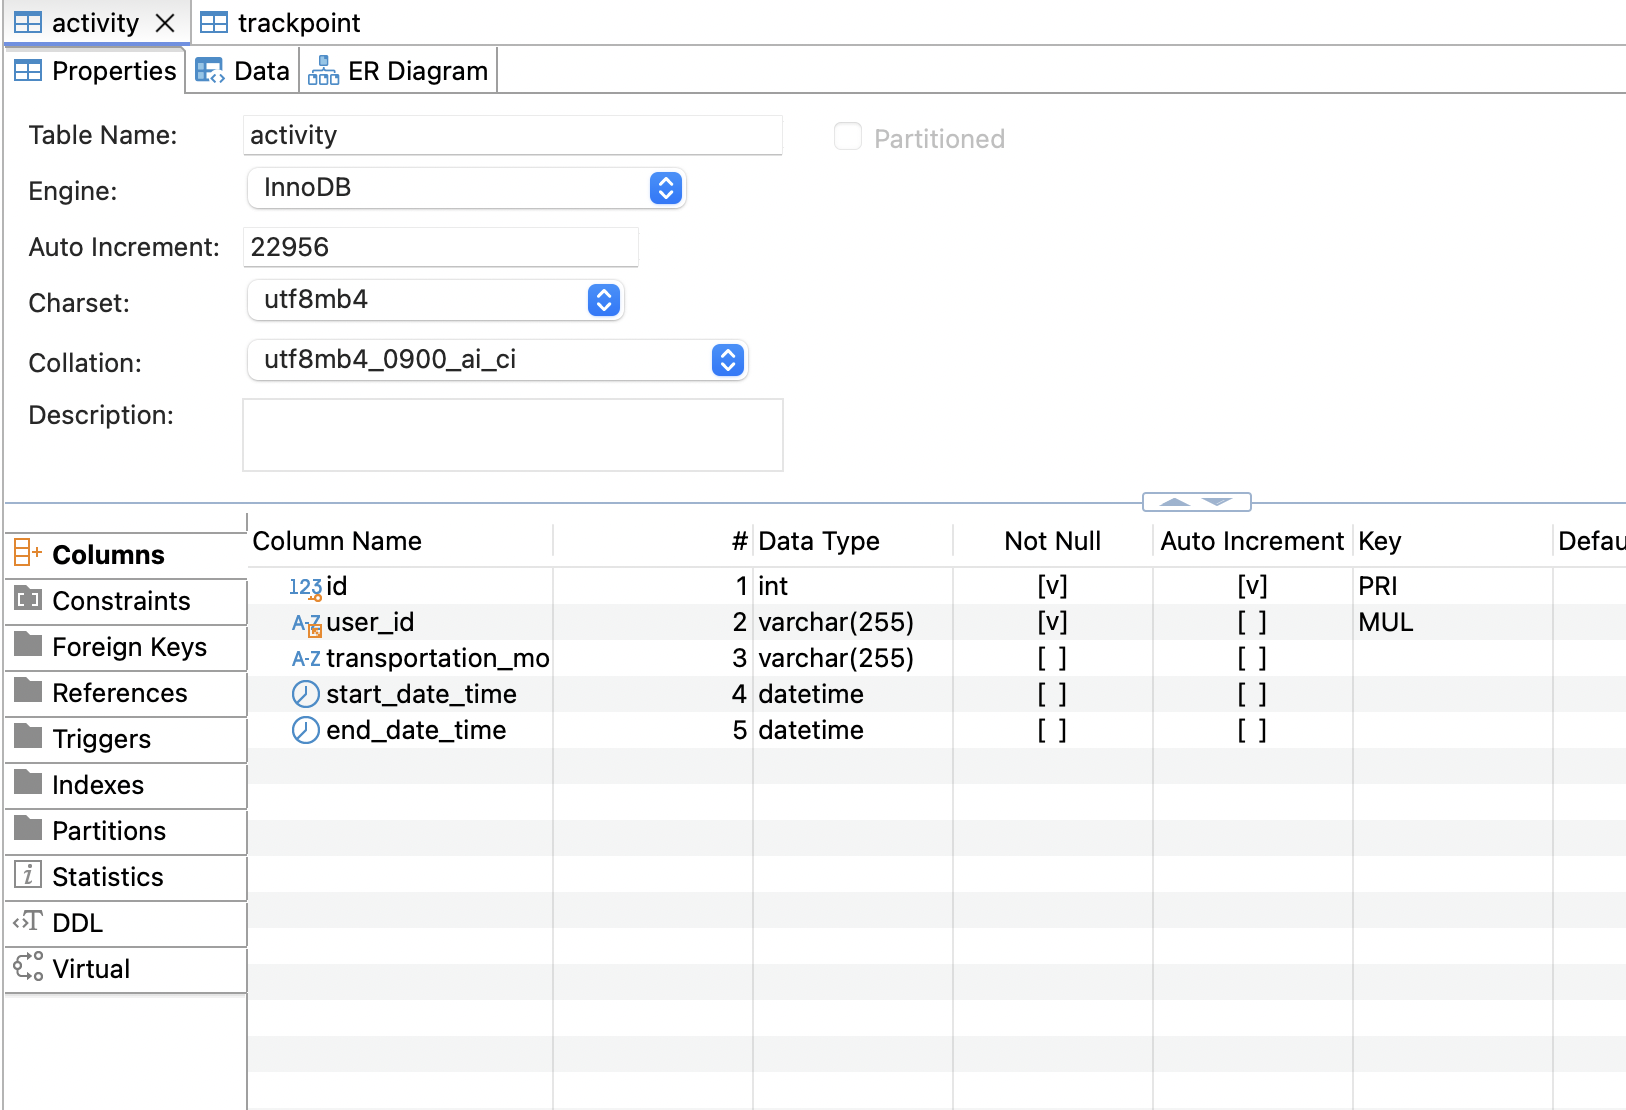 activity trackpoint
Properties Data ER Diagram
Table Name: activity Partitioned
Engine: InnoDB
Auto Increment: 22956
Charset: utf8mb4
Collation: utf8mb4_0900_ai_ci
Description:
Columns
Constraints
Foreign Keys
References
Triggers
Indexes
Partitions
Statistics
DDL
Virtual
Column Name # Data Type Not Null Auto Increment Key Defau
123 id 1 int [v] [v] PRI
A-Z user_id 2 varchar(255) [v] [ ] MUL
A-Z transportation_mo 3 varchar(255) [ ] [ ]
start_date_time 4 datetime [ ] [ ]
end_date_time 5 datetime [ ] [ ]